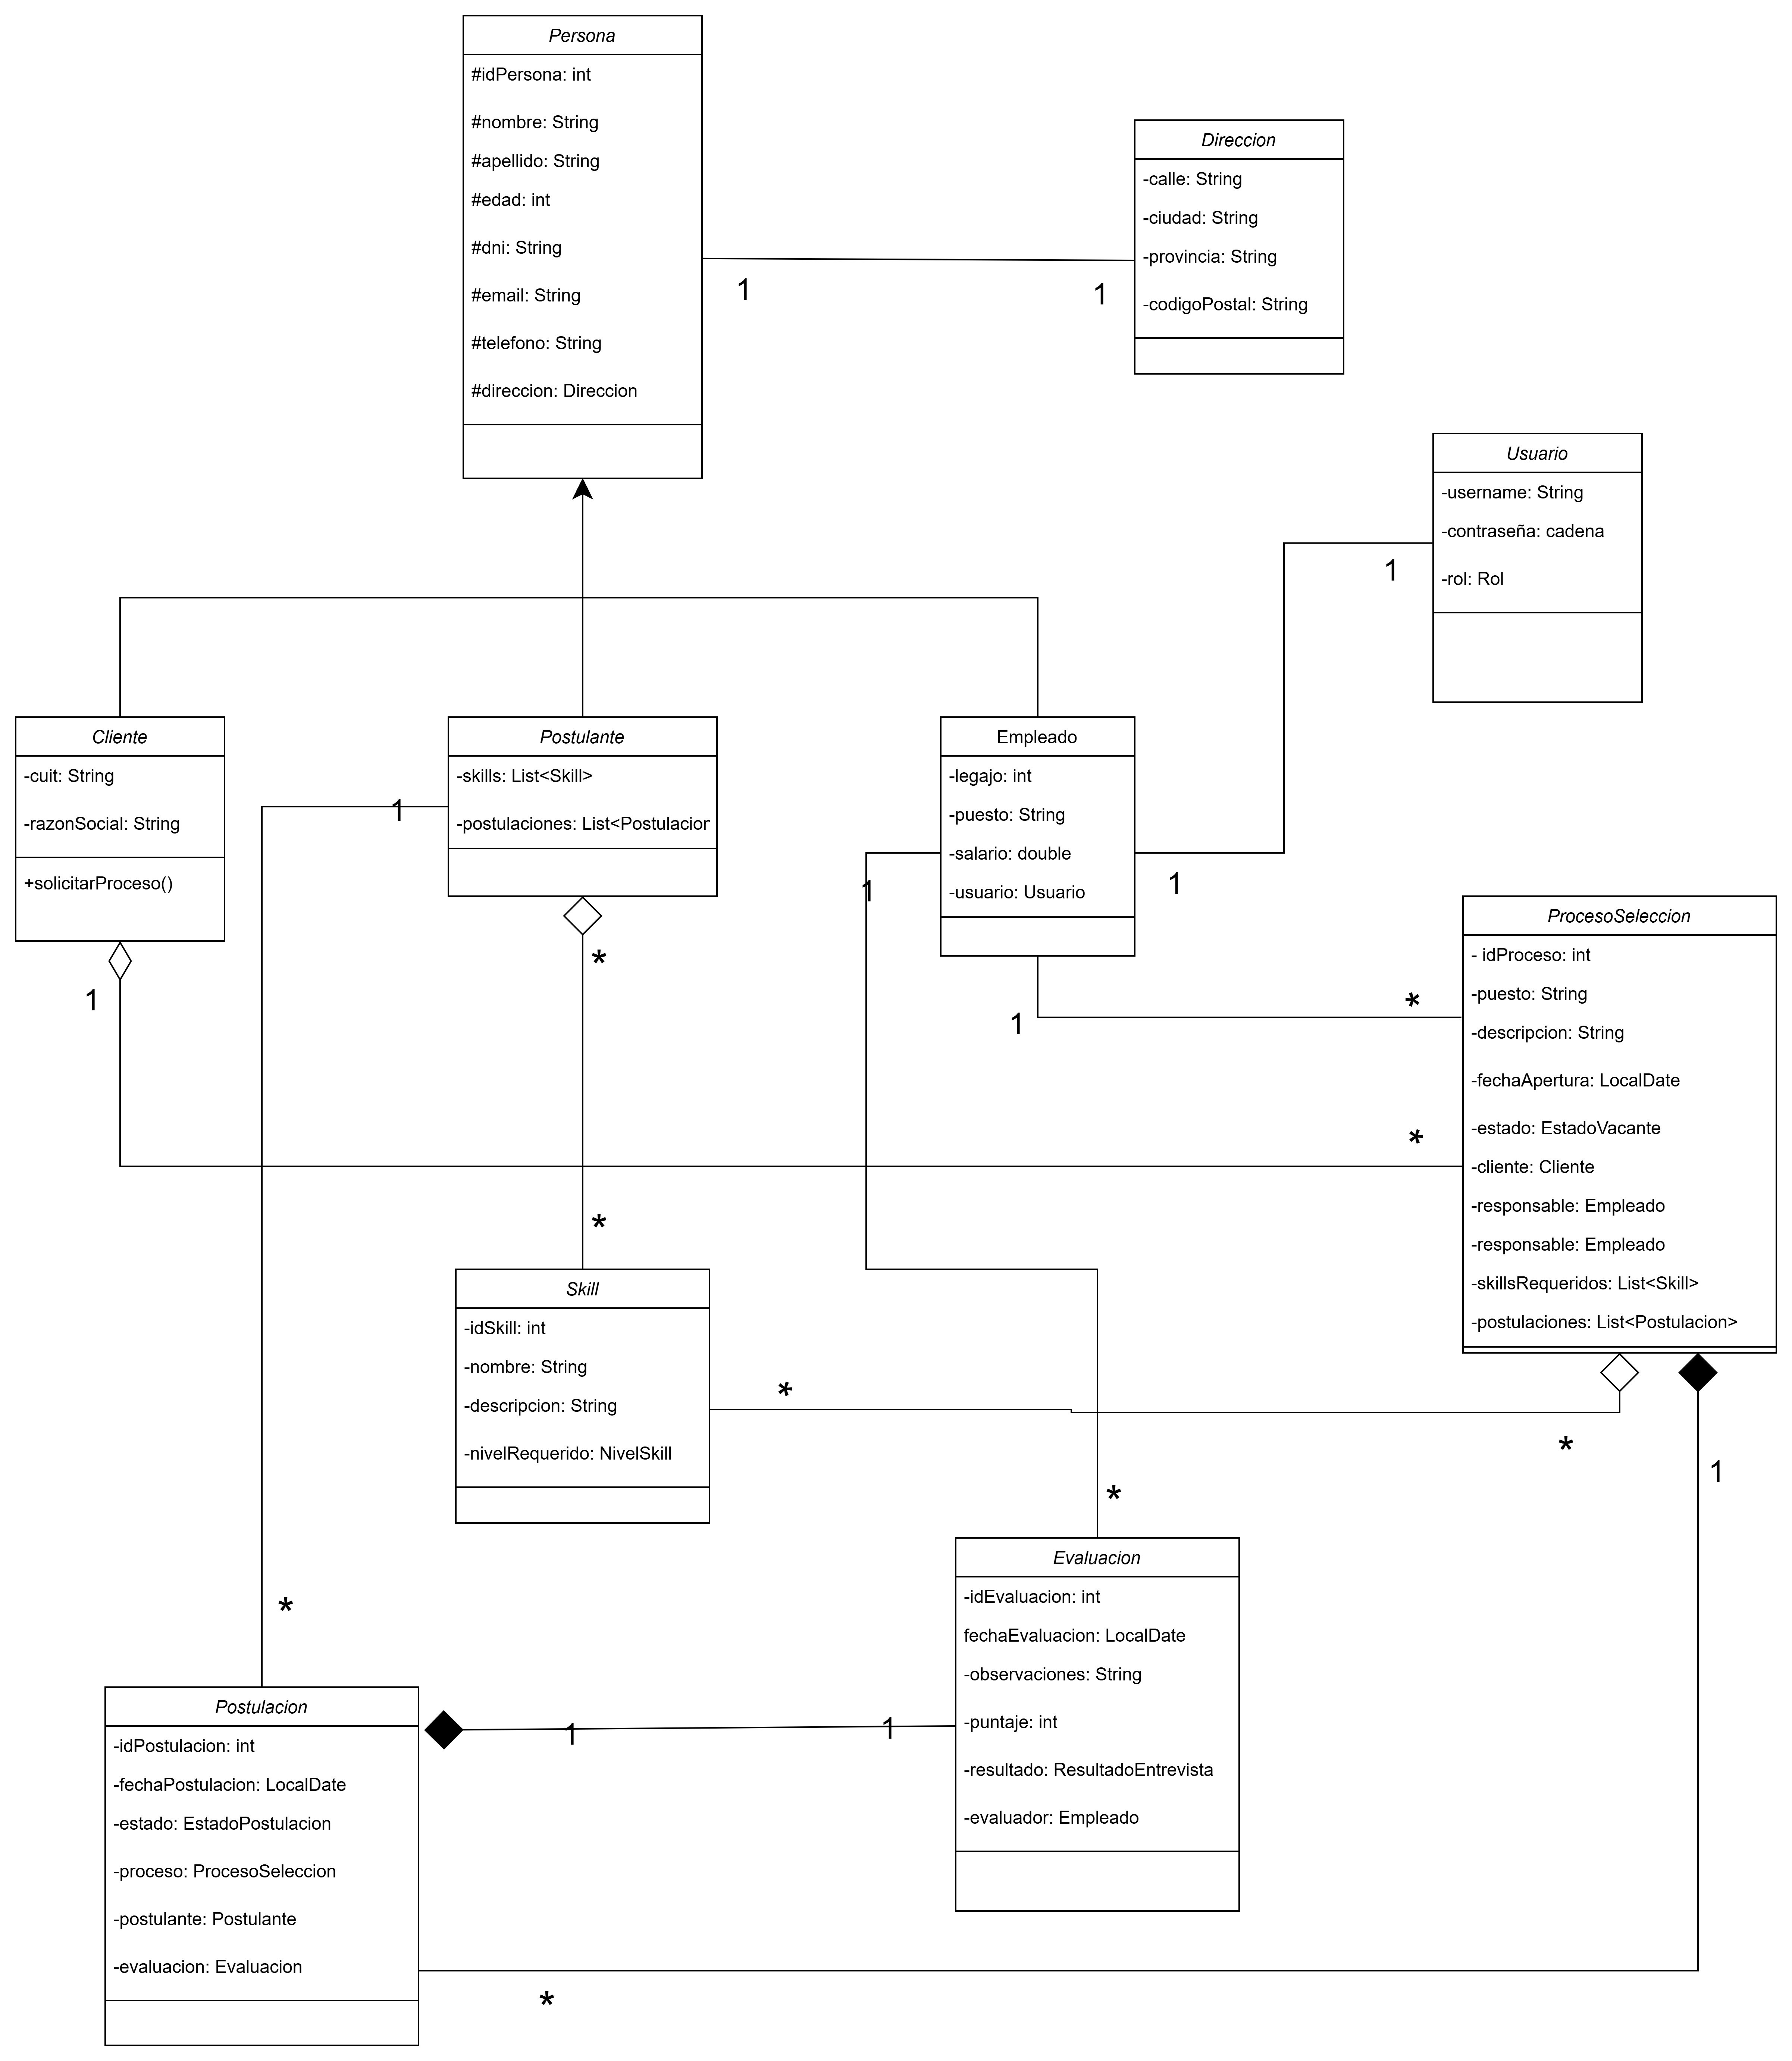 Persona
#idPersona: int
#nombre: String
#apellido: String
#edad: int
#dni: String
#email: String
#telefono: String
#direccion: Direccion
Direccion
-calle: String
-ciudad: String
-provincia: String
-codigoPostal: String
1
1
Usuario
-username: String
-contraseña: cadena
-rol: Rol
1
Cliente
-cuit: String
-razonSocial: String
+solicitarProceso()
1
Postulante
-skills: List<Skill>
-postulaciones: List<Postulacion
1
*
Empleado
-legajo: int
-puesto: String
-salario: double
-usuario: Usuario
1
1
1
ProcesoSeleccion
- idProceso: int
-puesto: String
-descripcion: String
-fechaApertura: LocalDate
-estado: EstadoVacante
-cliente: Cliente
-responsable: Empleado
-responsable: Empleado
-skillsRequeridos: List<Skill>
-postulaciones: List<Postulacion>
*
*
*
1
*
Skill
-idSkill: int
-nombre: String
-descripcion: String
-nivelRequerido: NivelSkill
*
*
Evaluacion
-idEvaluacion: int
fechaEvaluacion: LocalDate
-observaciones: String
-puntaje: int
-resultado: ResultadoEntrevista
-evaluador: Empleado
*
Postulacion
-idPostulacion: int
-fechaPostulacion: LocalDate
-estado: EstadoPostulacion
-proceso: ProcesoSeleccion
-postulante: Postulante
-evaluacion: Evaluacion
1
1
*